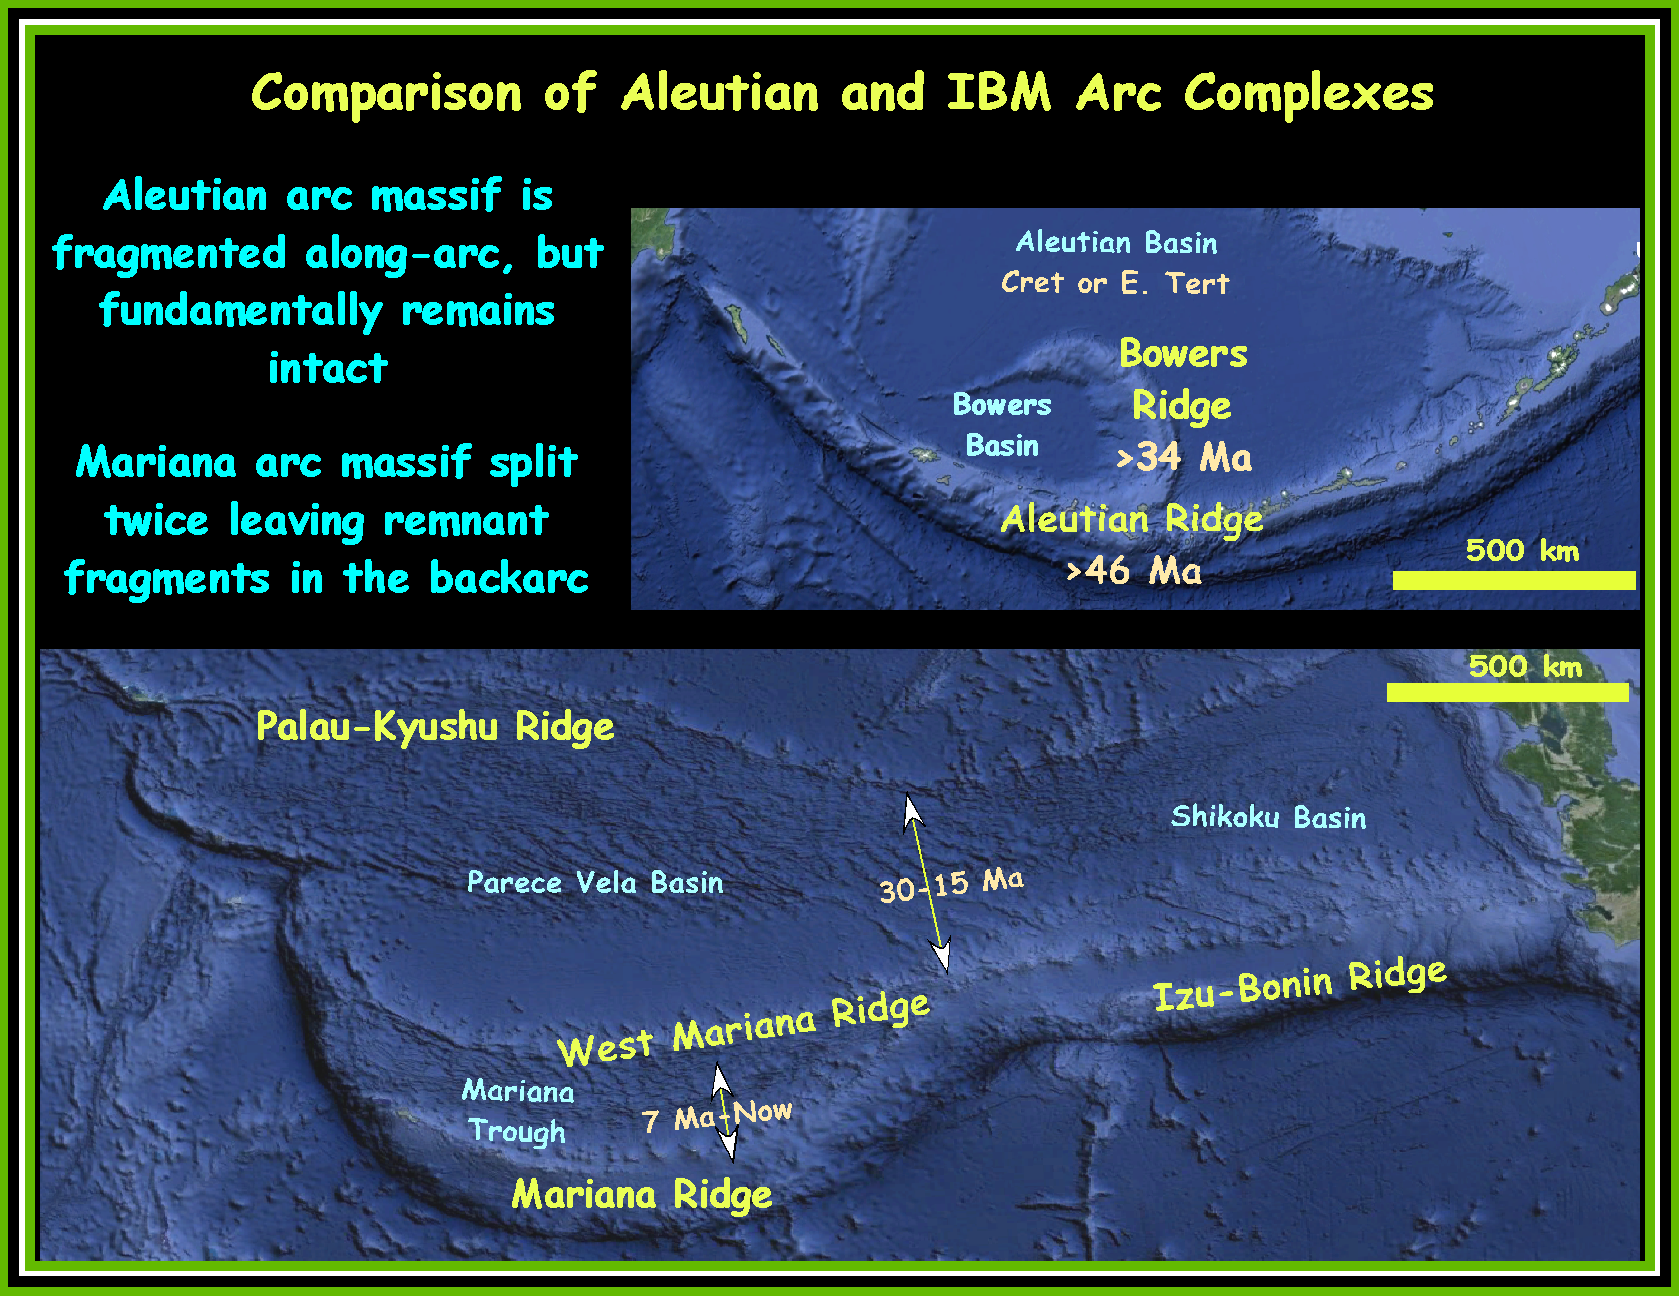 Comparison of Aleutian and IBM Arc Complexes
Aleutian arc massif is
fragmented along-arc, but
fundamentally remains
intact
Mariana arc massif split
twice leaving remnant
fragments in the backarc
Aleutian Basin
Cret or E. Tert
Bowers
Ridge
>34 Ma
Bowers
Basin
Aleutian Ridge
>46 Ma
500 km
500 km
Palau-Kyushu Ridge
Shikoku Basin
Parece Vela Basin
30-15 Ma
Izu-Bonin Ridge
West Mariana Ridge
Mariana
Trough
7 Ma-Now
Mariana Ridge